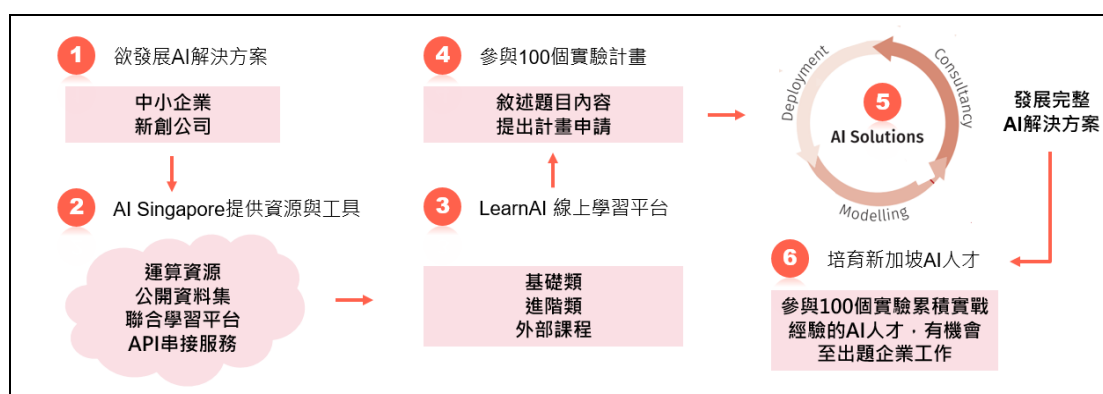 1 欲發展AI解決方案
中小企業
新創公司
2 AI Singapore提供資源與工具
運算資源
公開資料集
聯合學習平台
API串接服務
3 LearnAI 線上學習平台
基礎類
進階類
外部課程
4 參與100個實驗計畫
敘述題目內容
提出計畫申請
5
AI Solutions
Deployment
Consultancy
Modelling
發展完整
AI解決方案
6 培育新加坡AI人才
參與100個實驗累積實戰
經驗的AI人才，有機會
至出題企業工作